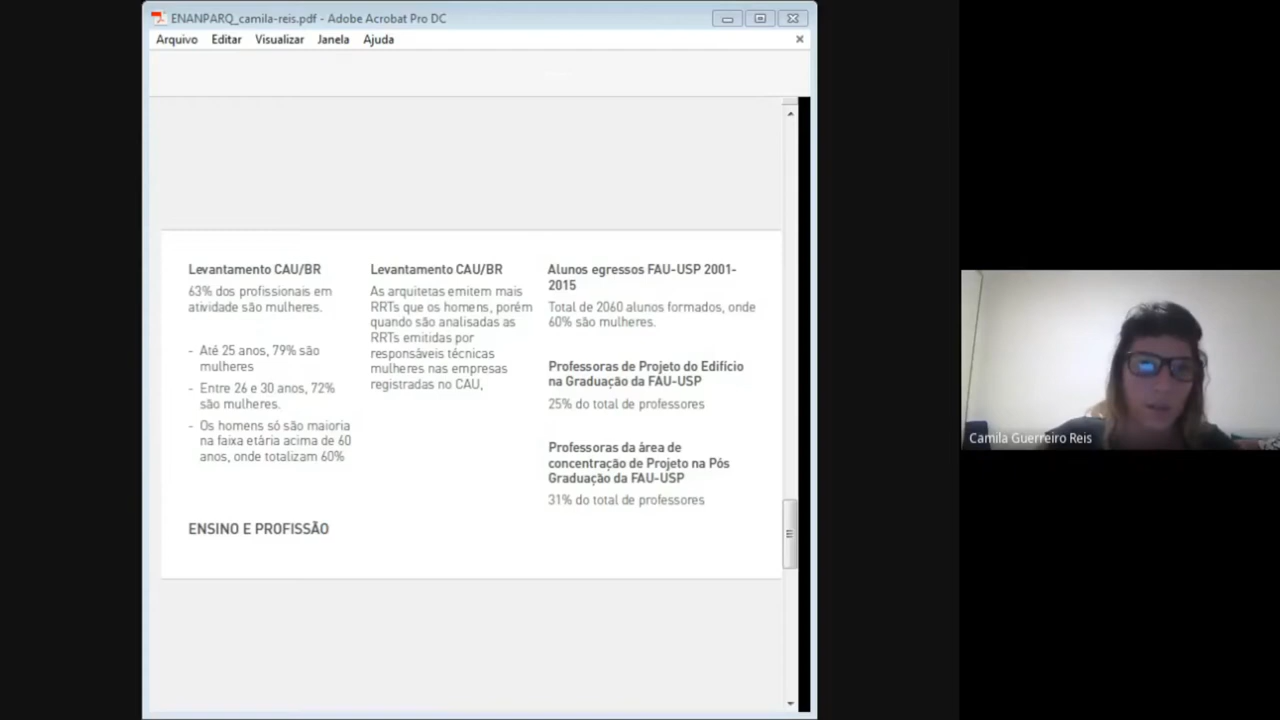 ENANPARQ_camila-reis.pdf - Adobe Acrobat Pro DC
Arquivo Editar Visualizar Janela Ajuda
Levantamento CAU/BR
63% dos profissionais em
atividade são mulheres.
- Até 25 anos, 79% são
mulheres
- Entre 26 e 30 anos, 72%
são mulheres.
- Os homens só são maioria
na faixa etária acima de 60
anos, onde totalizam 60%
ENSINO E PROFISSÃO
Levantamento CAU/BR
As arquitetas emitem mais
RRTs que os homens, porém
quando são analisadas as
RRTs emitidas por
responsáveis técnicas
mulheres nas empresas
registradas no CAU,
Alunos egressos FAU-USP 2001-
2015
Total de 2060 alunos formados, onde
60% são mulheres.
Professoras de Projeto do Edifício
na Graduação da FAU-USP
25% do total de professores
Professoras da área de
concentração de Projeto na Pós
Graduação da FAU-USP
31% do total de professores
Camila Guerreiro Reis